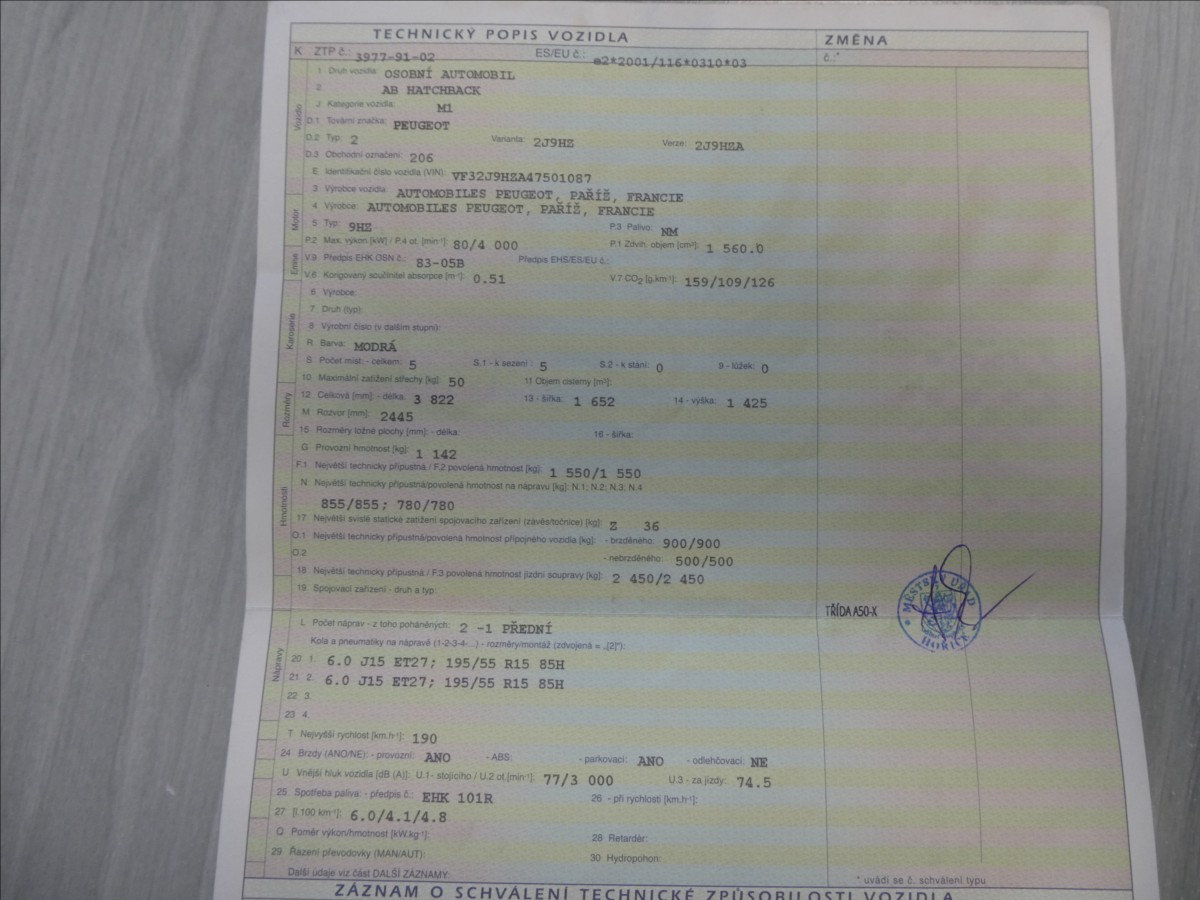 TECHNICKÝ POPIS VOZIDLA
ZMĚNA
K ZTP č.: 3977-91-02 ES/EU č.: e2*2001/116*0310*03 č.:*
Vozidlo
1 Druh vozidla: OSOBNÍ AUTOMOBIL
2 AB HATCHBACK
J Kategorie vozidla: M1
D.1 Tovární značka: PEUGEOT
D.2 Typ: 2 Varianta: 2J9HZ Verze: 2J9HZA
D.3 Obchodní označení: 206
E Identifikační číslo vozidla (VIN): VF32J9HZA47501087
3 Výrobce vozidla: AUTOMOBILES PEUGEOT, PAŘÍŽ, FRANCIE
Motor
4 Výrobce: AUTOMOBILES PEUGEOT, PAŘÍŽ, FRANCIE
5 Typ: 9HZ P.3 Palivo: NM
P.2 Max. výkon [kW] / P.4 ot. [min-¹]: 80/4 000 P.1 Zdvih. objem [cm³]: 1 560.0
Emise
V.9 Předpis EHK OSN č.: 83-05B Předpis EHS/ES/EU č.:
V.6 Korigovaný součinitel absorpce [m-¹]: 0.51 V.7 CO₂ [g.km-¹]: 159/109/126
Karoserie
6 Výrobce:
7 Druh (typ):
8 Výrobní číslo (v dalším stupni):
R Barva: MODRÁ
S Počet míst: - celkem: 5 S.1 - k sezení : 5 S.2 - k stání: 0 9 - lůžek: 0
10 Maximální zatížení střechy [kg]: 50 11 Objem cisterny [m³]:
Rozměry
12 Celková [mm]: - délka: 3 822 13 - šířka: 1 652 14 - výška: 1 425
M Rozvor [mm]: 2445
15 Rozměry ložné plochy [mm]: - délka: 16 - šířka:
Hmotnosti
G Provozní hmotnost [kg]: 1 142
F.1 Největší technicky přípustná / F.2 povolená hmotnost [kg]: 1 550/1 550
N Největší technicky přípustná/povolená hmotnost na nápravu [kg]: N.1; N.2; N.3; N.4
855/855; 780/780
17 Největší svislé statické zatížení spojovacího zařízení (závěs/točnice) [kg]: Z 36
O.1 Největší technicky přípustná/povolená hmotnost přípojného vozidla [kg]: - brzděného: 900/900
O.2 - nebrzděného: 500/500
18 Největší technicky přípustná / F.3 povolená hmotnost jízdní soupravy [kg]: 2 450/2 450
19 Spojovací zařízení - druh a typ:
TŘÍDA A50-X
* MĚSTSKÝ ÚŘAD *
HOŘICE
Nápravy
L Počet náprav - z toho poháněných: 2 -1 PŘEDNÍ
Kola a pneumatiky na nápravě (1-2-3-4-...) - rozměry/montáž (zdvojená = „[2]"):
20 1. 6.0 J15 ET27; 195/55 R15 85H
21 2. 6.0 J15 ET27; 195/55 R15 85H
22 3.
23 4.
T Nejvyšší rychlost [km.h-¹]: 190
24 Brzdy (ANO/NE): - provozní: ANO - ABS: - parkovací: ANO - odlehčovací: NE
U Vnější hluk vozidla [dB (A)]: U.1- stojícího / U.2 ot.[min-¹]: 77/3 000 U.3 - za jízdy: 74.5
25 Spotřeba paliva: - předpis č.: EHK 101R 26 - při rychlosti [km.h-¹]:
27 [l.100 km-¹]: 6.0/4.1/4.8
Q Poměr výkon/hmotnost [kW.kg-¹]: 28 Retardér:
29 Řazení převodovky (MAN/AUT): 30 Hydropohon:
Další údaje viz část DALŠÍ ZÁZNAMY: * uvádí se č. schválení typu
ZÁZNAM O SCHVÁLENÍ TECHNICKÉ ZPŮSOBILOSTI VOZIDLA